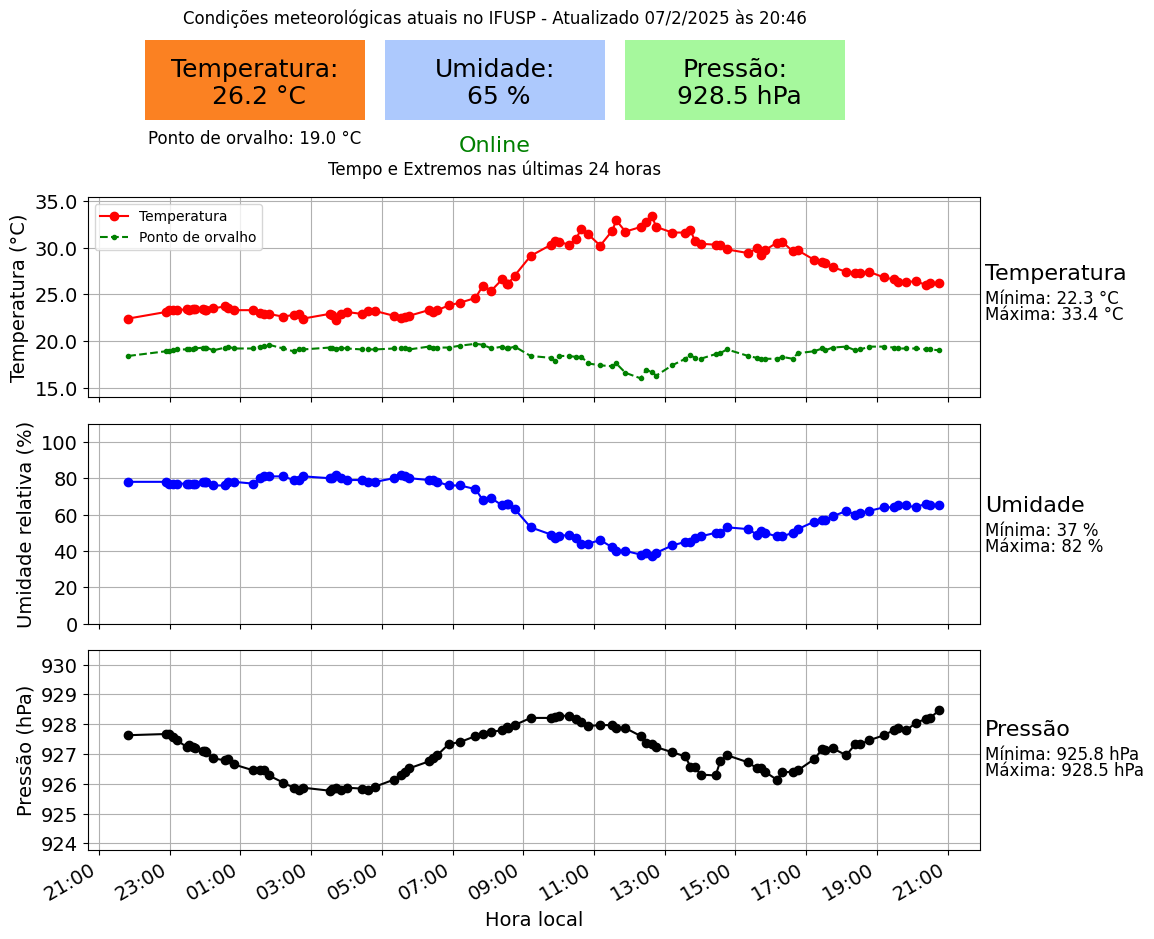 Condições meteorológicas atuais no IFUSP - Atualizado 07/2/2025 às 20:46
Temperatura:
26.2 °C
Umidade:
65 %
Pressão:
928.5 hPa
Ponto de orvalho: 19.0 °C
Online
Tempo e Extremos nas últimas 24 horas
Temperatura (°C)
35.0
30.0
25.0
20.0
15.0
Temperatura
Ponto de orvalho
Temperatura
Mínima: 22.3 °C
Máxima: 33.4 °C
Umidade relativa (%)
100
80
60
40
20
0
Umidade
Mínima: 37 %
Máxima: 82 %
Pressão (hPa)
930
929
928
927
926
925
924
Pressão
Mínima: 925.8 hPa
Máxima: 928.5 hPa
21:00 23:00 01:00 03:00 05:00 07:00 09:00 11:00 13:00 15:00 17:00 19:00 21:00
Hora local